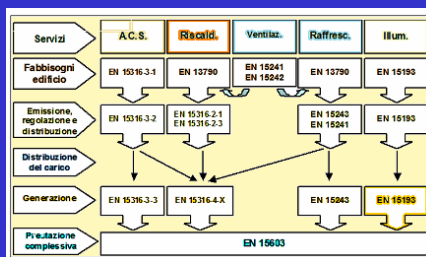 Servizi
A.C.S.
Riscald.
Ventilaz.
Raffresc.
Illum.
Fabbisogni edificio
EN 15316-3-1
EN 13790
EN 15241
EN 15242
EN 13790
EN 15193
Emissione, regolazione e distribuzione
EN 15316-3-2
EN 15316-2-1
EN 15316-2-3
EN 15243
EN 15241
EN 15193
Distribuzione del carico
Generazione
EN 15316-3-3
EN 15316-4-X
EN 15243
EN 15193
Prestazione complessiva
EN 15603